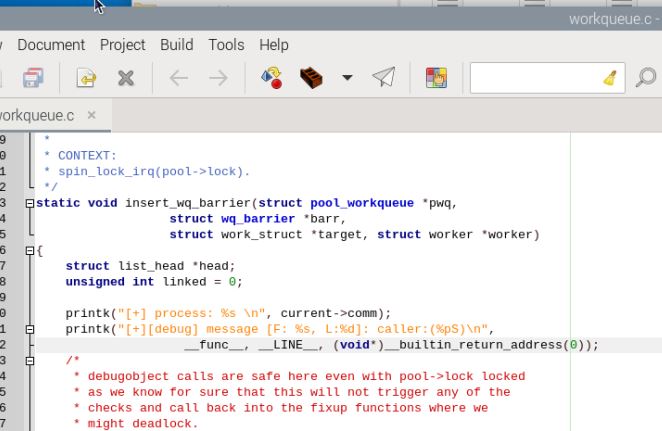 workqueue.c -
Document Project Build Tools Help
workqueue.c ×
9 *
0 * CONTEXT:
1 * spin_lock_irq(pool->lock).
2 */
3 static void insert_wq_barrier(struct pool_workqueue *pwq,
4 struct wq_barrier *barr,
5 struct work_struct *target, struct worker *worker)
6 {
7 struct list_head *head;
8 unsigned int linked = 0;
9
0 printk("[+] process: %s \n", current->comm);
1 printk("[+][debug] message [F: %s, L:%d]: caller:(%pS)\n",
2 __func__, __LINE__, (void*)__builtin_return_address(0));
3 /*
4 * debugobject calls are safe here even with pool->lock locked
5 * as we know for sure that this will not trigger any of the
6 * checks and call back into the fixup functions where we
7 * might deadlock.